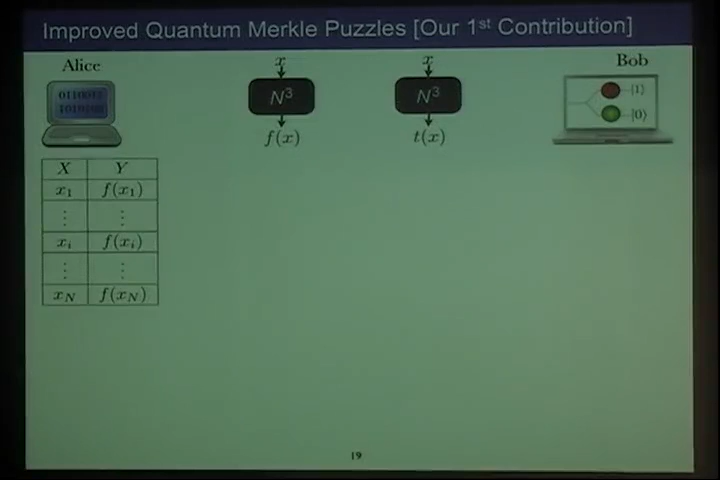 Improved Quantum Merkle Puzzles [Our 1st Contribution]
Alice
x
x
Bob
N³
N³
|1⟩
|0⟩
f(x)
t(x)
X Y
x₁ f(x₁)
⋮ ⋮
xᵢ f(xᵢ)
⋮ ⋮
x_N f(x_N)
19